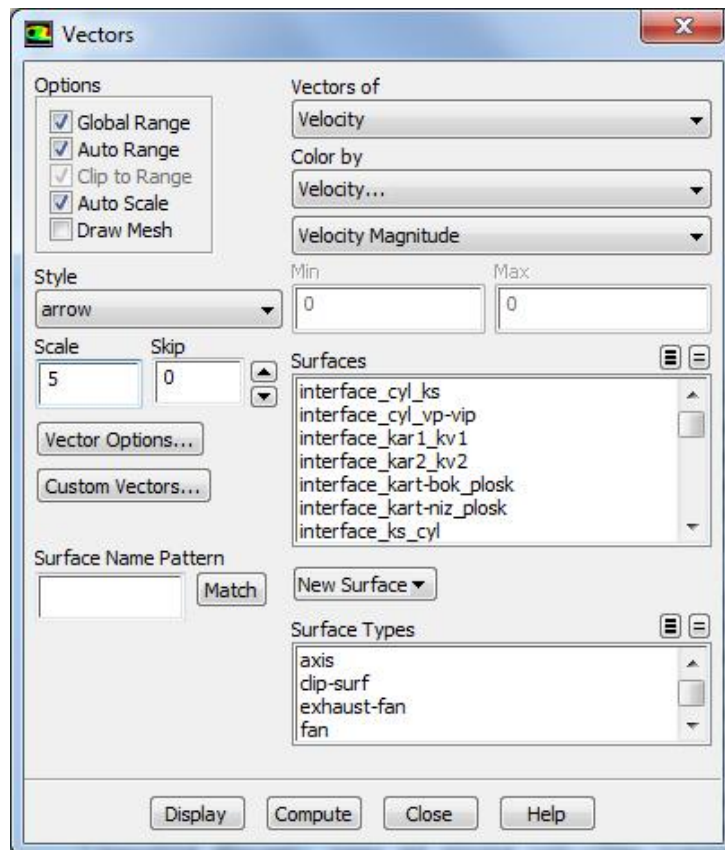 Vectors
Options
Global Range
Auto Range
Clip to Range
Auto Scale
Draw Mesh
Style
arrow
Scale Skip
5 0
Vector Options...
Custom Vectors...
Surface Name Pattern
Match
Vectors of
Velocity
Color by
Velocity...
Velocity Magnitude
Min Max
0 0
Surfaces
interface_cyl_ks
interface_cyl_vp-vip
interface_kar1_kv1
interface_kar2_kv2
interface_kart-bok_plosk
interface_kart-niz_plosk
interface_ks_cyl
New Surface
Surface Types
axis
clip-surf
exhaust-fan
fan
Display Compute Close Help